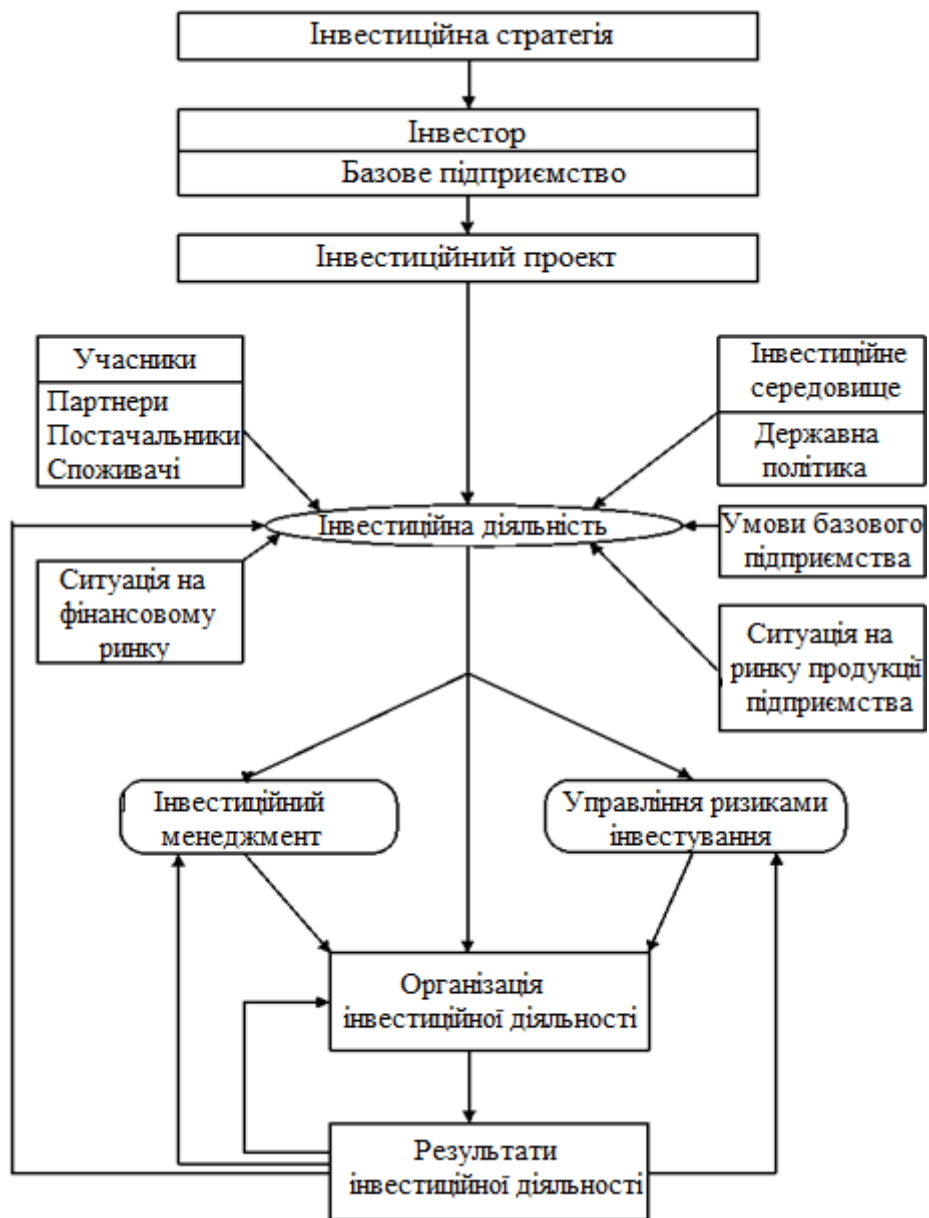 Інвестиційна стратегія
Інвестор
Базове підприємство
Інвестиційний проект
Учасники
Партнери
Постачальники
Споживачі
Інвестиційне
середовище
Державна
політика
Інвестиційна діяльність
Умови базового
підприємства
Ситуація на
фінансовому
ринку
Ситуація на
ринку продукції
підприємства
Інвестиційний
менеджмент
Управління ризиками
інвестування
Організація
інвестиційної діяльності
Результати
інвестиційної діяльності